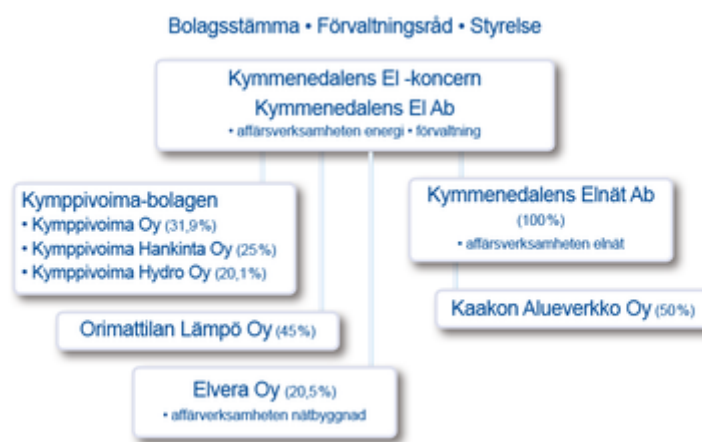 Bolagsstämma • Förvaltningsråd • Styrelse
Kymmenedalens El -koncern
Kymmenedalens El Ab
• affärsverksamheten energi • förvaltning
Kymppivoima-bolagen
• Kymppivoima Oy (31,9%)
• Kymppivoima Hankinta Oy (25%)
• Kymppivoima Hydro Oy (20,1%)
Kymmenedalens Elnät Ab
(100%)
• affärsverksamheten elnät
Kaakon Alueverkko Oy (50%)
Orimattilan Lämpö Oy (45%)
Elvera Oy (20,5%)
• affärverksamheten nätbyggnad